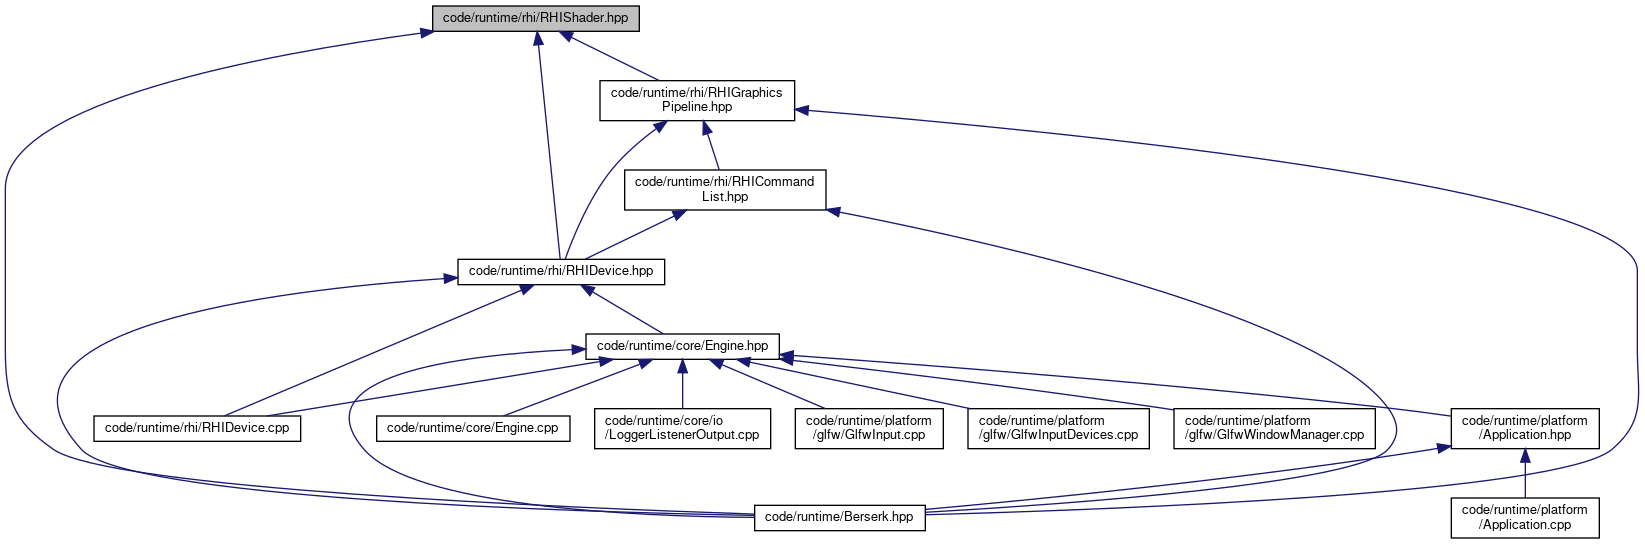 code/runtime/rhi/RHIShader.hpp
code/runtime/rhi/RHIGraphics
Pipeline.hpp
code/runtime/rhi/RHICommand
List.hpp
code/runtime/rhi/RHIDevice.hpp
code/runtime/core/Engine.hpp
code/runtime/rhi/RHIDevice.cpp
code/runtime/core/Engine.cpp
code/runtime/core/io
/LoggerListenerOutput.cpp
code/runtime/platform
/glfw/GlfwInput.cpp
code/runtime/platform
/glfw/GlfwInputDevices.cpp
code/runtime/platform
/glfw/GlfwWindowManager.cpp
code/runtime/platform
/Application.hpp
code/runtime/Berserk.hpp
code/runtime/platform
/Application.cpp